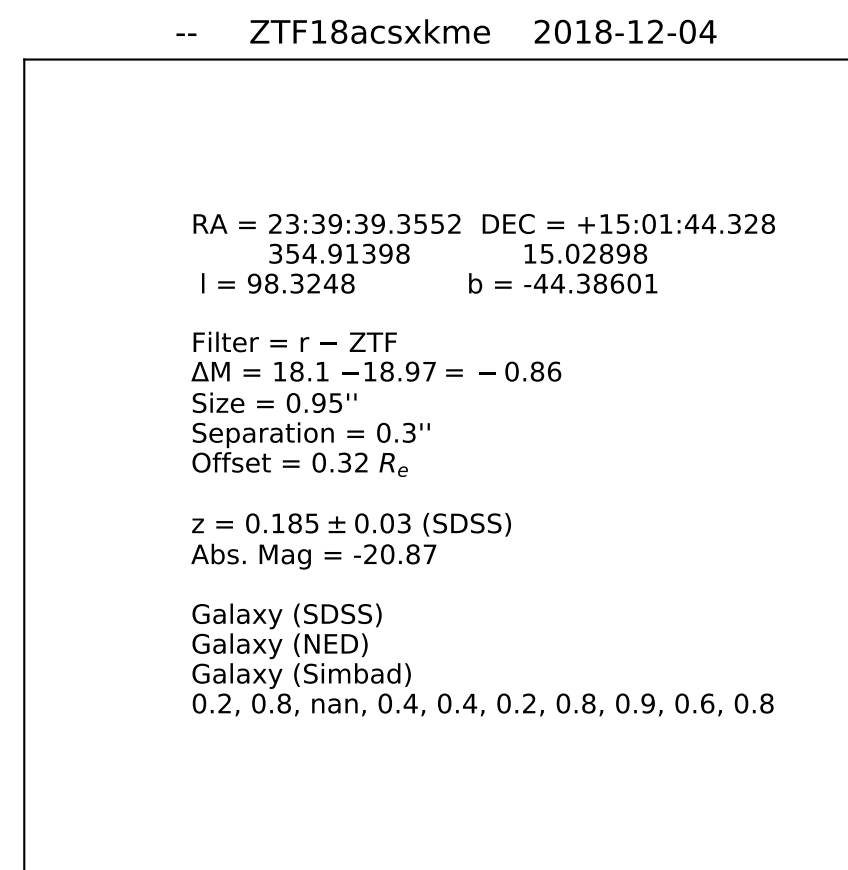 -- ZTF18acsxkme 2018-12-04
RA = 23:39:39.3552 DEC = +15:01:44.328
354.91398 15.02898
l = 98.3248 b = -44.38601
Filter = r − ZTF
ΔM = 18.1 −18.97 = − 0.86
Size = 0.95''
Separation = 0.3''
Offset = 0.32 Re
z = 0.185 ± 0.03 (SDSS)
Abs. Mag = -20.87
Galaxy (SDSS)
Galaxy (NED)
Galaxy (Simbad)
0.2, 0.8, nan, 0.4, 0.4, 0.2, 0.8, 0.9, 0.6, 0.8